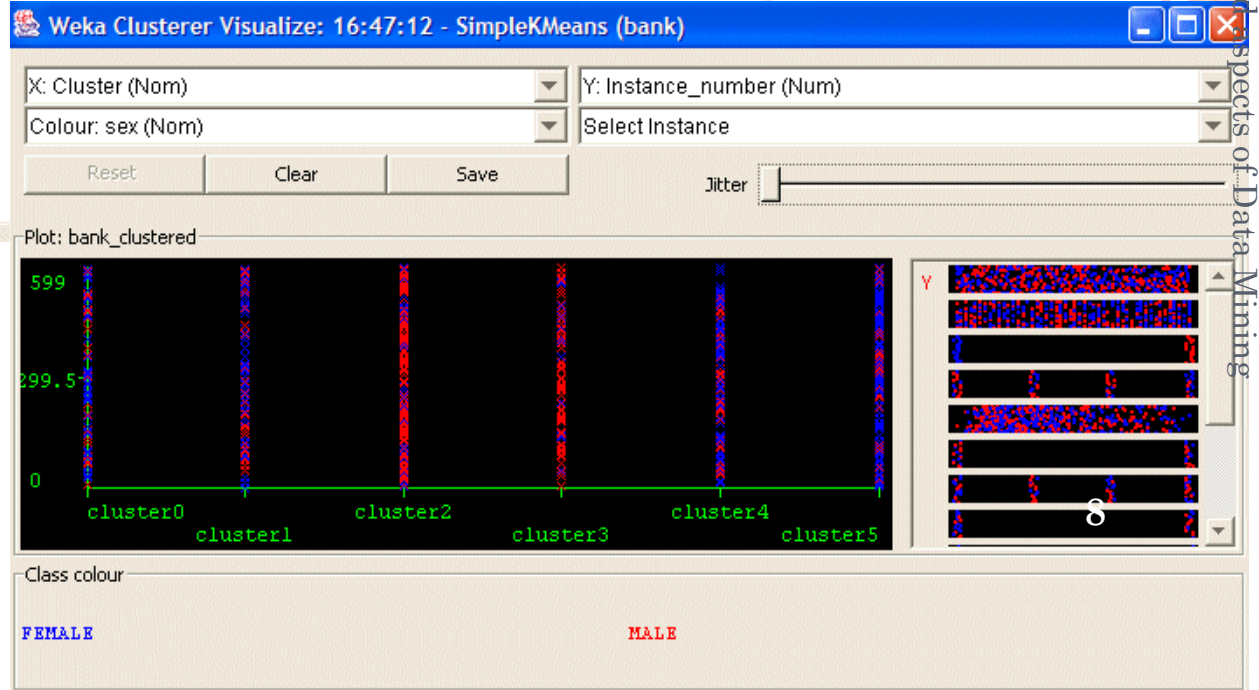 Weka Clusterer Visualize: 16:47:12 - SimpleKMeans (bank)
X: Cluster (Nom)
Y: Instance_number (Num)
Colour: sex (Nom)
Select Instance
Reset
Clear
Save
Jitter
Plot: bank_clustered
599
299.5
0
cluster0
cluster1
cluster2
cluster3
cluster4
cluster5
Y
8
Class colour
FEMALE
MALE
of Data Mining